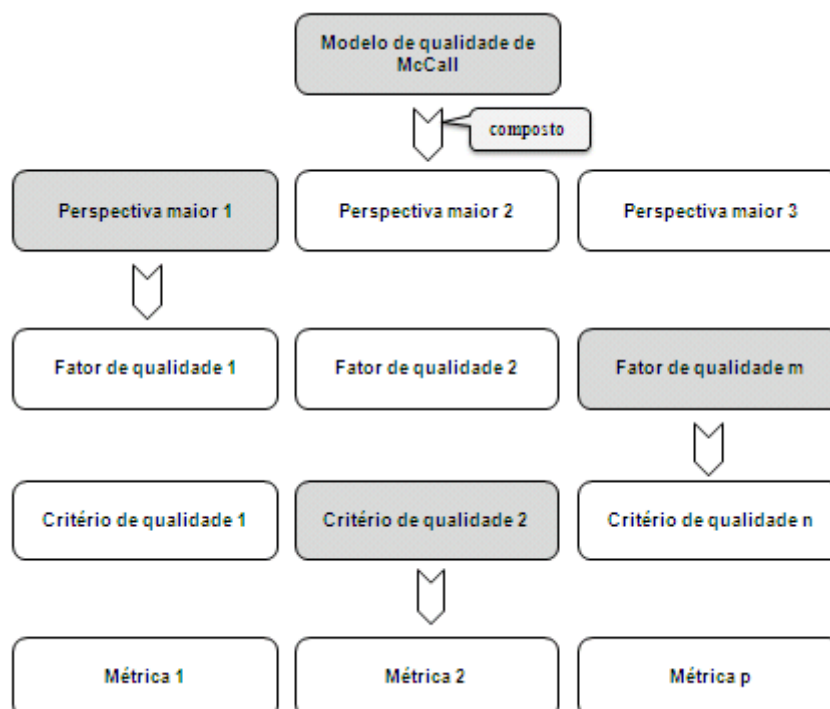 Modelo de qualidade de
McCall
composto
Perspectiva maior 1
Perspectiva maior 2
Perspectiva maior 3
Fator de qualidade 1
Fator de qualidade 2
Fator de qualidade m
Critério de qualidade 1
Critério de qualidade 2
Critério de qualidade n
Métrica 1
Métrica 2
Métrica p